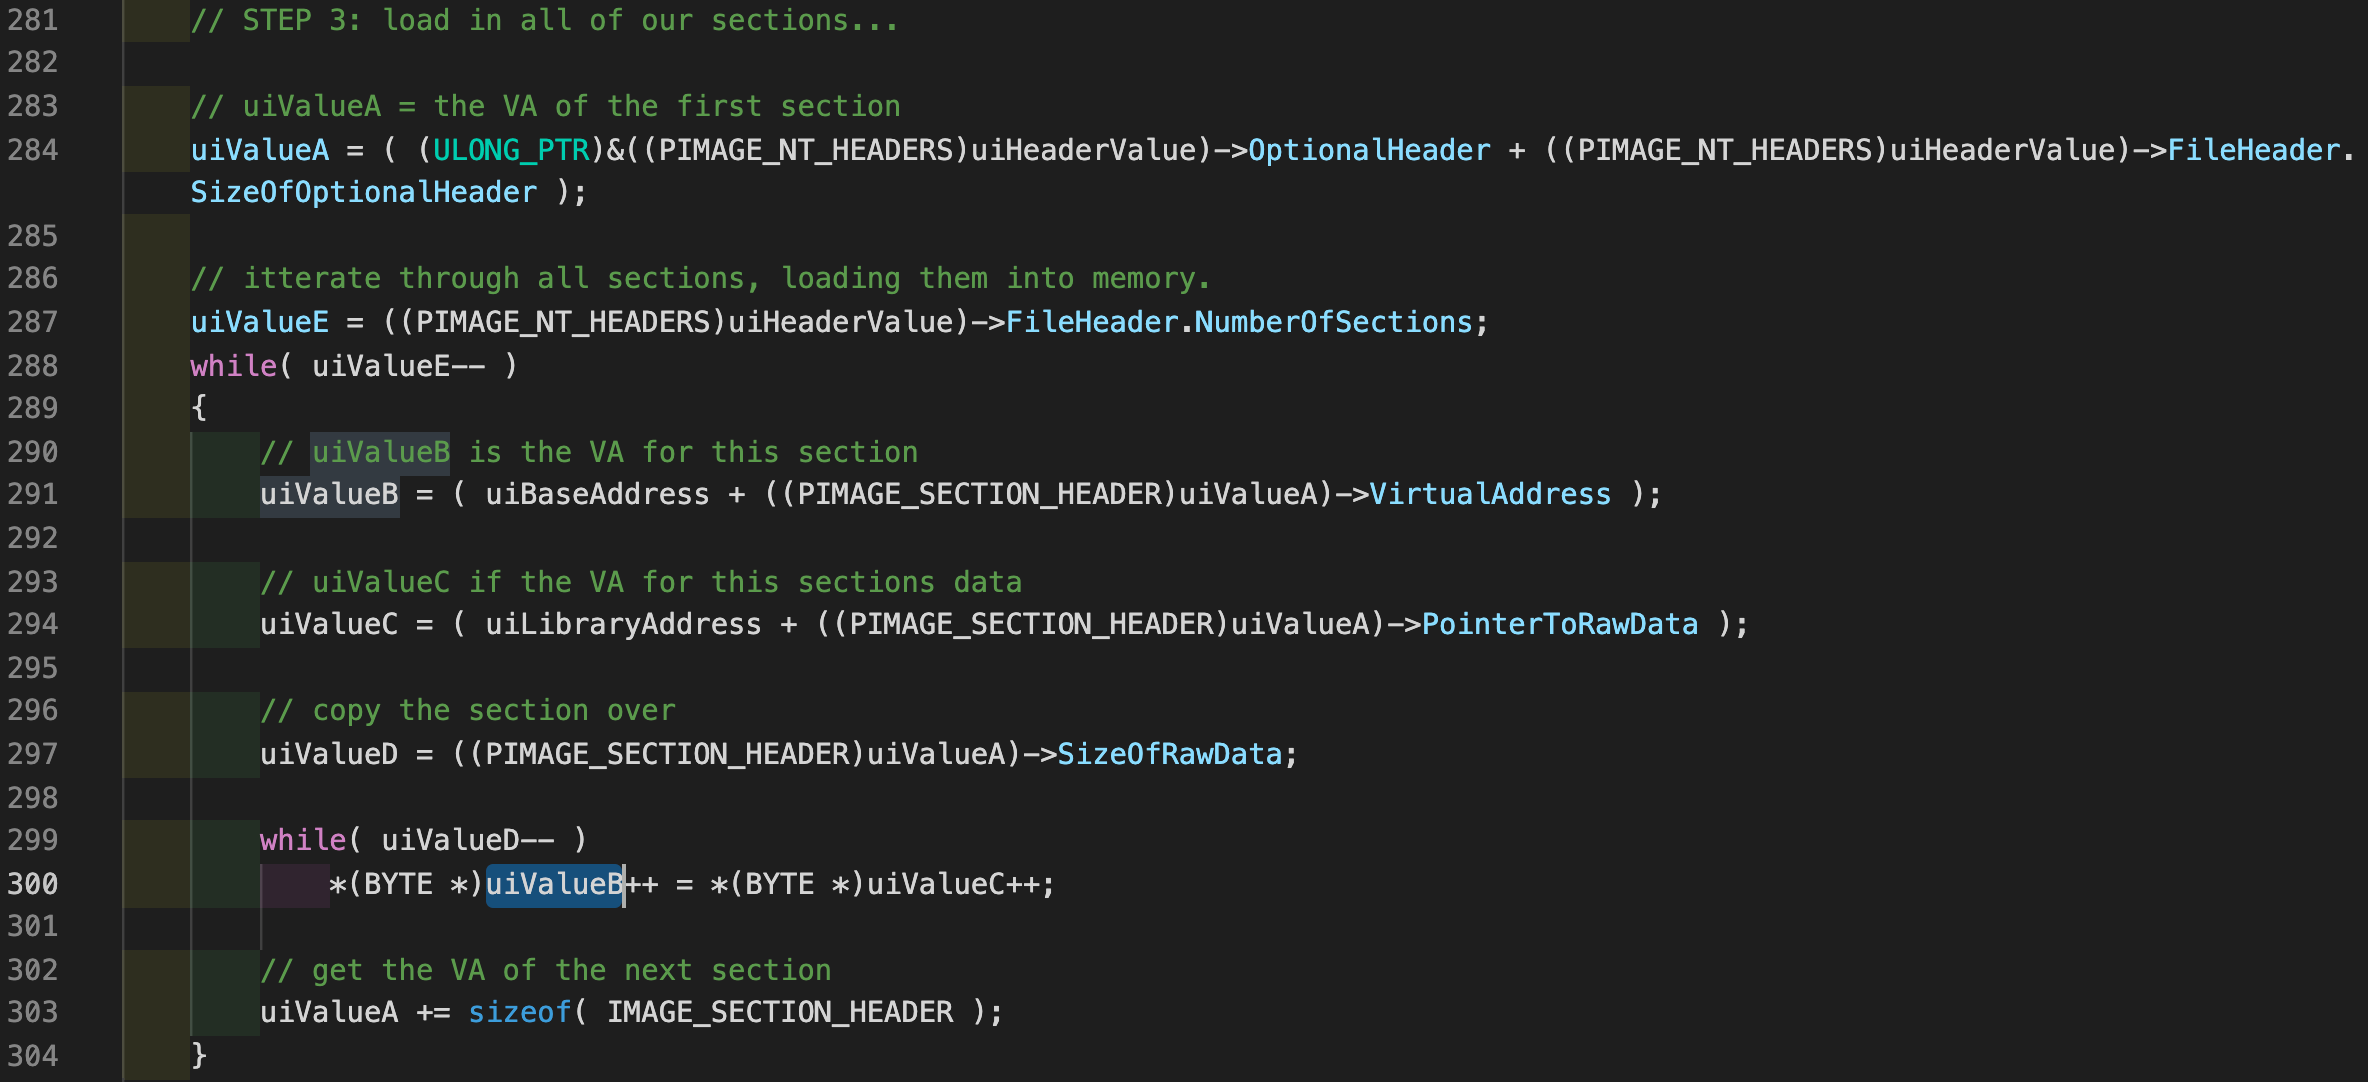 281 // STEP 3: load in all of our sections...
282
283 // uiValueA = the VA of the first section
284 uiValueA = ( (ULONG_PTR)&((PIMAGE_NT_HEADERS)uiHeaderValue)->OptionalHeader + ((PIMAGE_NT_HEADERS)uiHeaderValue)->FileHeader.
SizeOfOptionalHeader );
285
286 // itterate through all sections, loading them into memory.
287 uiValueE = ((PIMAGE_NT_HEADERS)uiHeaderValue)->FileHeader.NumberOfSections;
288 while( uiValueE-- )
289 {
290 // uiValueB is the VA for this section
291 uiValueB = ( uiBaseAddress + ((PIMAGE_SECTION_HEADER)uiValueA)->VirtualAddress );
292
293 // uiValueC if the VA for this sections data
294 uiValueC = ( uiLibraryAddress + ((PIMAGE_SECTION_HEADER)uiValueA)->PointerToRawData );
295
296 // copy the section over
297 uiValueD = ((PIMAGE_SECTION_HEADER)uiValueA)->SizeOfRawData;
298
299 while( uiValueD-- )
300 *(BYTE *)uiValueB++ = *(BYTE *)uiValueC++;
301
302 // get the VA of the next section
303 uiValueA += sizeof( IMAGE_SECTION_HEADER );
304 }